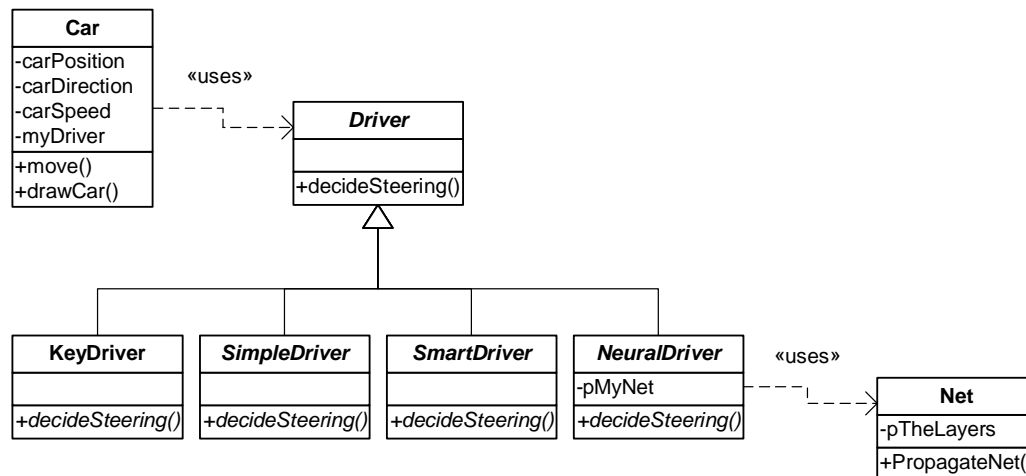 Car
-carPosition
-carDirection
-carSpeed
-myDriver
+move()
+drawCar()
«uses»
Driver
+decideSteering()
KeyDriver
+decideSteering()
SimpleDriver
+decideSteering()
SmartDriver
+decideSteering()
NeuralDriver
-pMyNet
+decideSteering()
«uses»
Net
-pTheLayers
+PropagateNet(